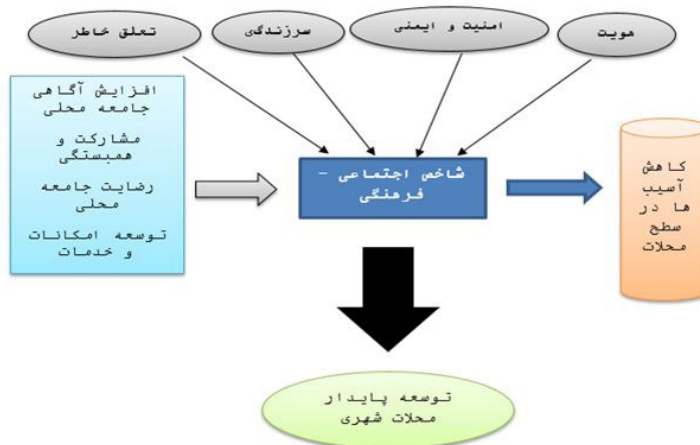 هویت
امنیت و ایمنی
سرزندگی
تعلق خاطر
افزایش آگاهی
جامعه محلی
مشارکت و
همبستگی
رضایت جامعه
محلی
توسعه امکانات
و خدمات
شاخص اجتماعی –
فرهنگی
کاهش
آسیب
ها در
سطح
محلات
توسعه پایدار
محلات شهری